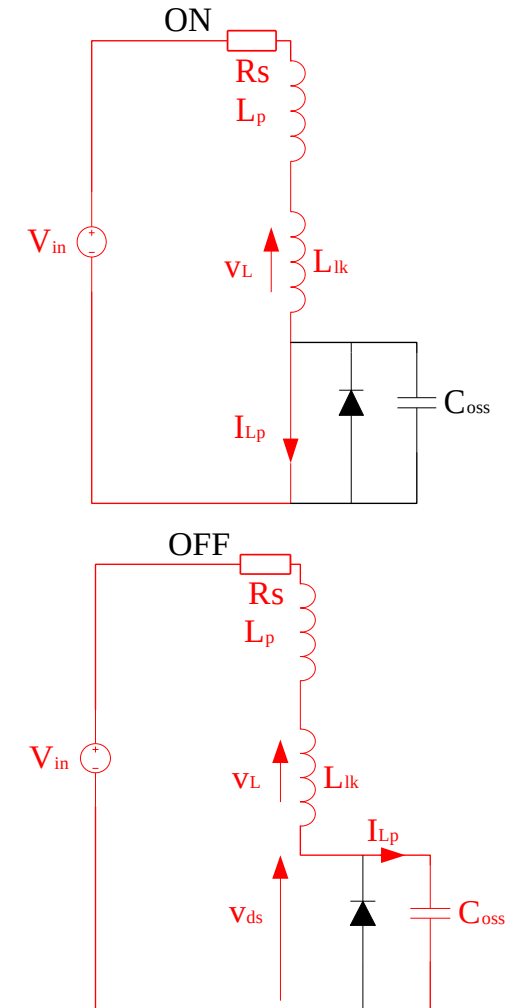 ON
Rs
Lp
Vin
+
−
vL
Llk
ILp
Coss
OFF
Rs
Lp
Vin
+
−
vL
Llk
ILp
vds
Coss